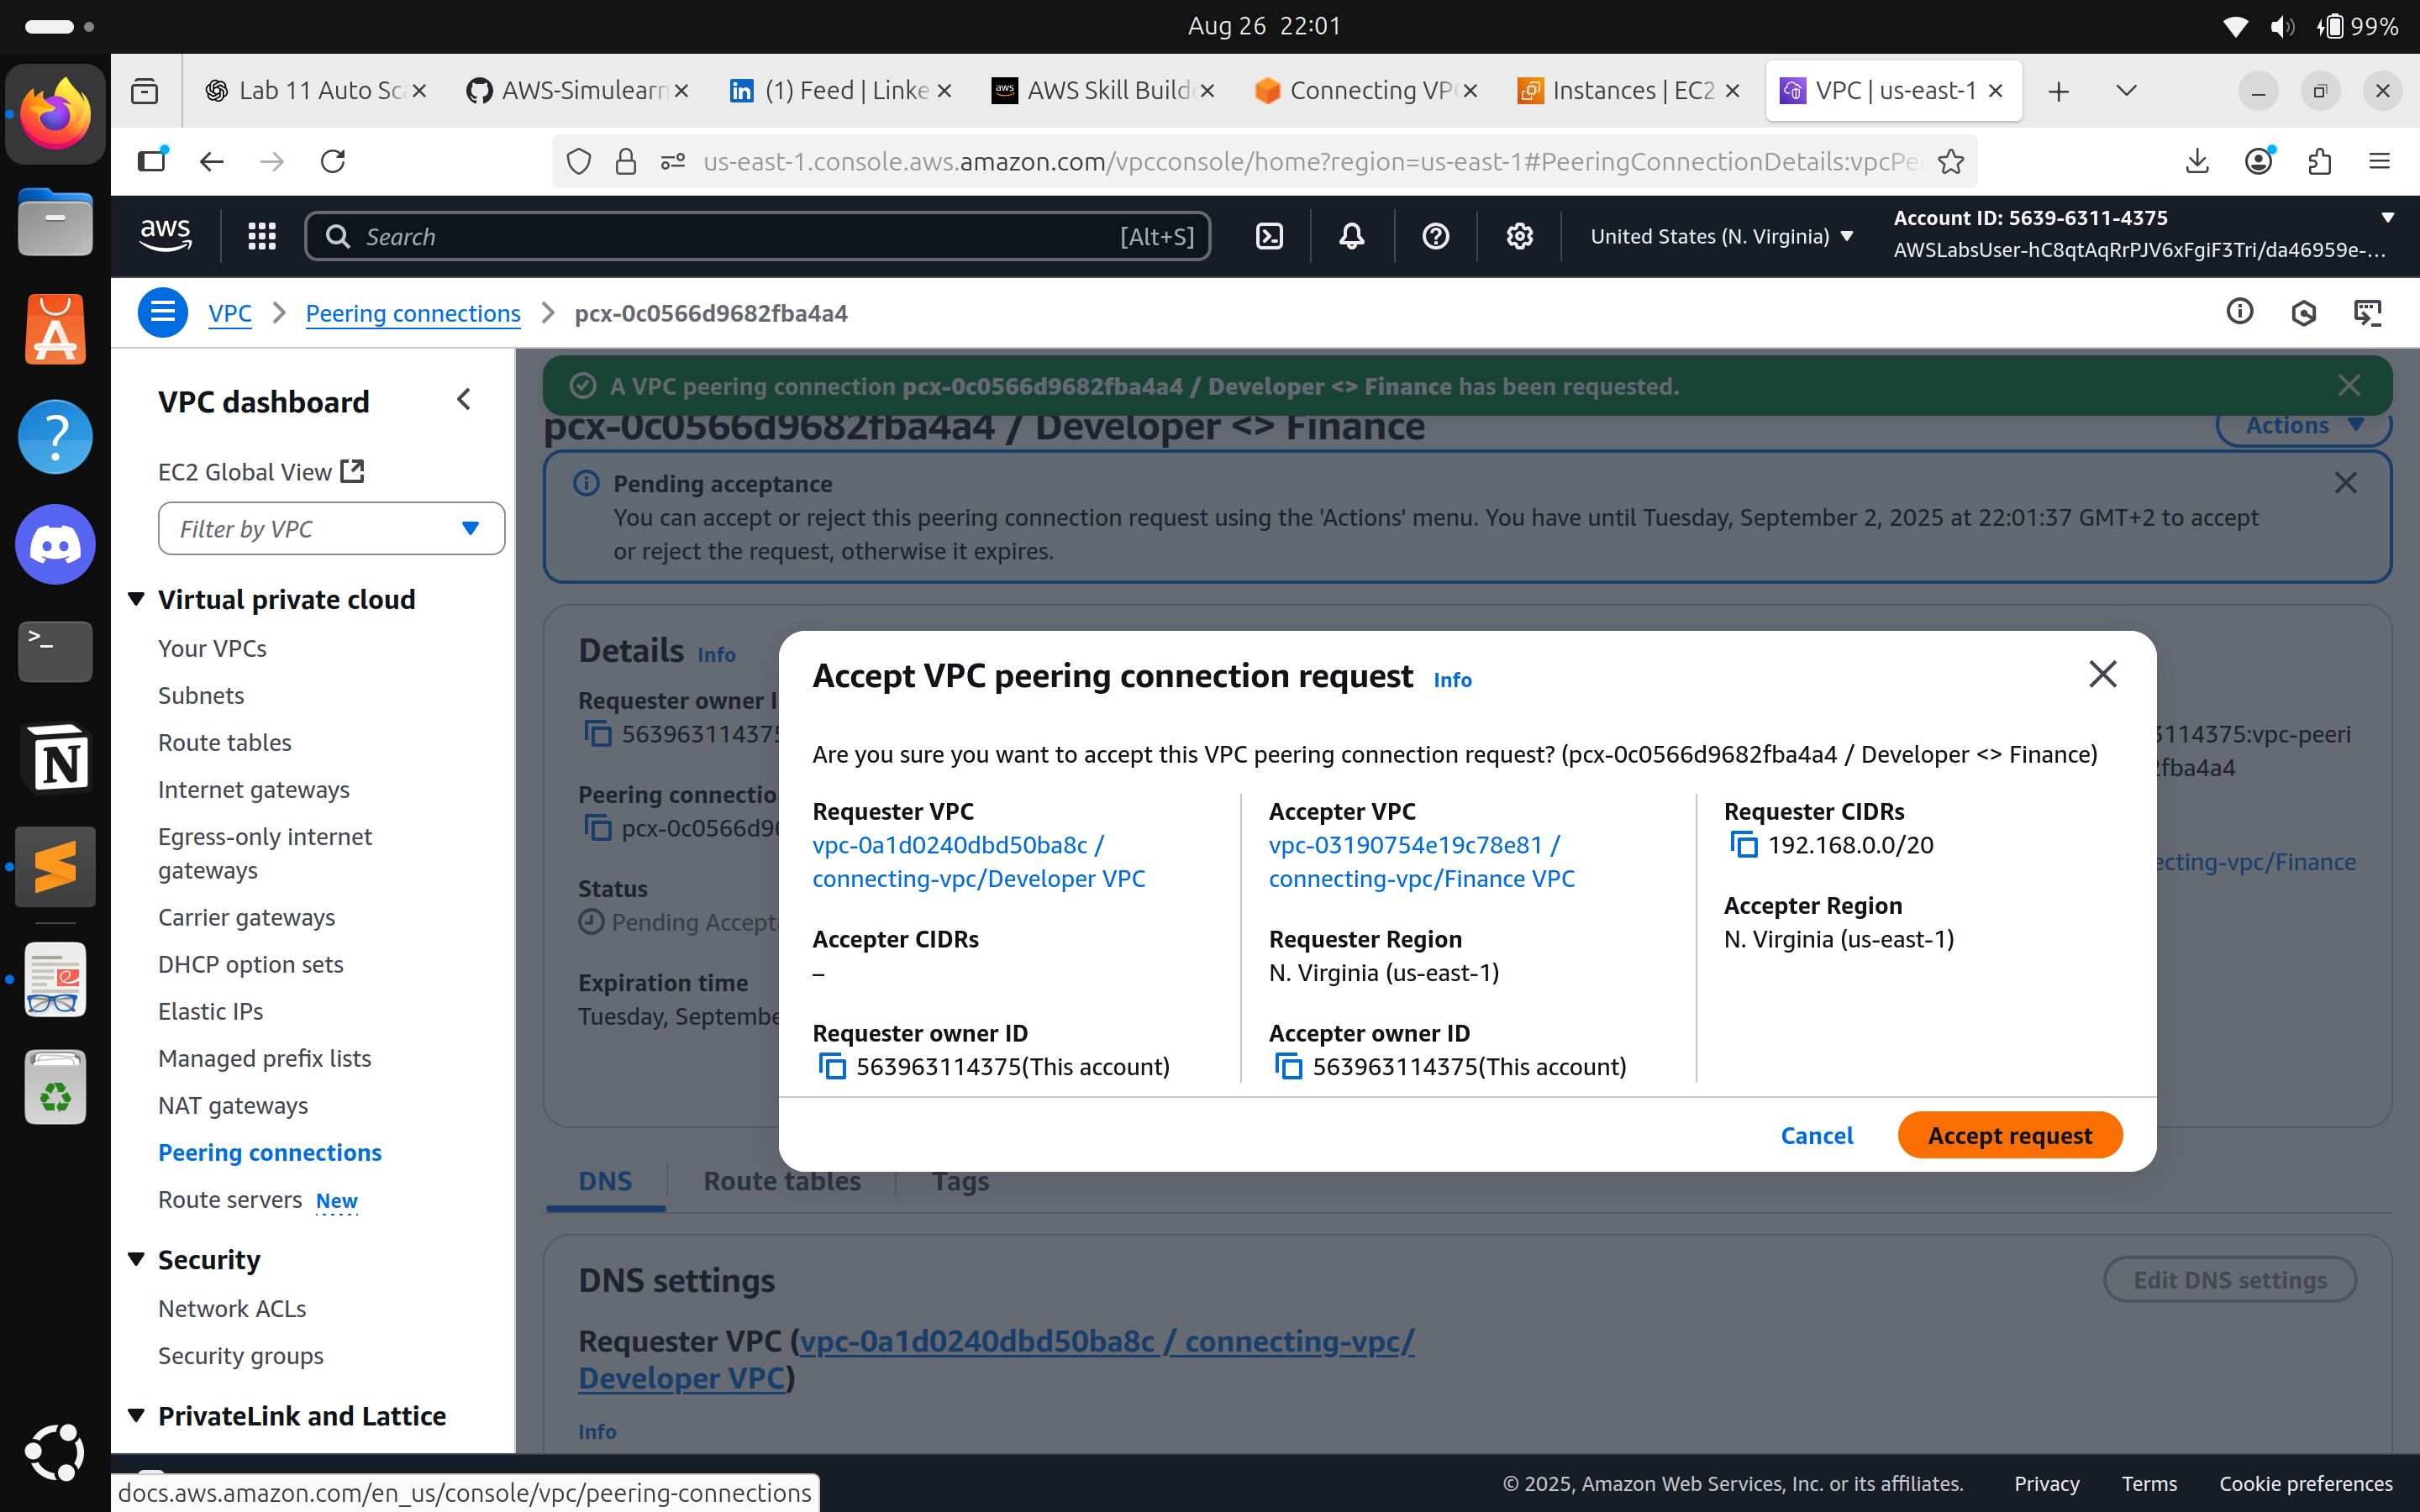 Aug 26 22:01
99%
Lab 11 Auto Sca
AWS-Simulearn
(1) Feed | Linke
AWS Skill Build
Connecting VP
Instances | EC2
VPC | us-east-1
us-east-1.console.aws.amazon.com/vpcconsole/home?region=us-east-1#PeeringConnectionDetails:vpcPe
aws
Search
[Alt+S]
United States (N. Virginia)
Account ID: 5639-6311-4375
AWSLabsUser-hC8qtAqRrPJV6xFgiF3Tri/da46959e-...
VPC
Peering connections
pcx-0c0566d9682fba4a4
VPC dashboard
EC2 Global View
Filter by VPC
Virtual private cloud
Your VPCs
Subnets
Route tables
Internet gateways
Egress-only internet
gateways
Carrier gateways
DHCP option sets
Elastic IPs
Managed prefix lists
NAT gateways
Peering connections
Route servers New
Security
Network ACLs
Security groups
PrivateLink and Lattice
A VPC peering connection pcx-0c0566d9682fba4a4 / Developer <> Finance has been requested.
pcx-0c0566d9682fba4a4 / Developer <> Finance
Actions
Pending acceptance
You can accept or reject this peering connection request using the 'Actions' menu. You have until Tuesday, September 2, 2025 at 22:01:37 GMT+2 to accept
or reject the request, otherwise it expires.
Details Info
Requester owner I
563963114375
Peering connectio
pcx-0c0566d96
Status
Pending Accept
Expiration time
Tuesday, Septembe
3114375:vpc-peeri
fba4a4
ecting-vpc/Finance
Accept VPC peering connection request Info
Are you sure you want to accept this VPC peering connection request? (pcx-0c0566d9682fba4a4 / Developer <> Finance)
Requester VPC
vpc-0a1d0240dbd50ba8c /
connecting-vpc/Developer VPC
Accepter VPC
vpc-03190754e19c78e81 /
connecting-vpc/Finance VPC
Requester CIDRs
192.168.0.0/20
Accepter CIDRs
–
Requester Region
N. Virginia (us-east-1)
Accepter Region
N. Virginia (us-east-1)
Requester owner ID
563963114375(This account)
Accepter owner ID
563963114375(This account)
Cancel
Accept request
DNS
Route tables
Tags
DNS settings
Edit DNS settings
Requester VPC (vpc-0a1d0240dbd50ba8c / connecting-vpc/
Developer VPC)
Info
docs.aws.amazon.com/en_us/console/vpc/peering-connections
© 2025, Amazon Web Services, Inc. or its affiliates.
Privacy
Terms
Cookie preferences